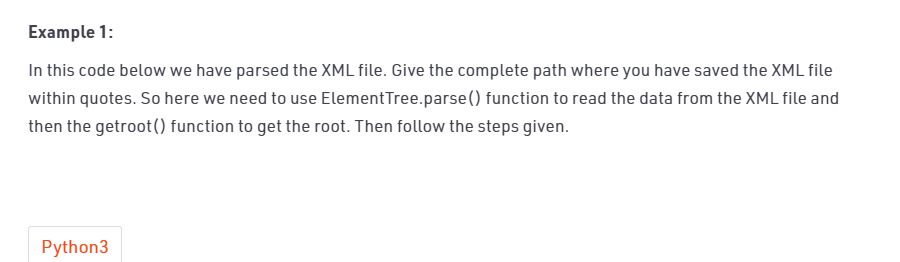 Example 1:
In this code below we have parsed the XML file. Give the complete path where you have saved the XML file
within quotes. So here we need to use ElementTree.parse() function to read the data from the XML file and
then the getroot() function to get the root. Then follow the steps given.
Python3